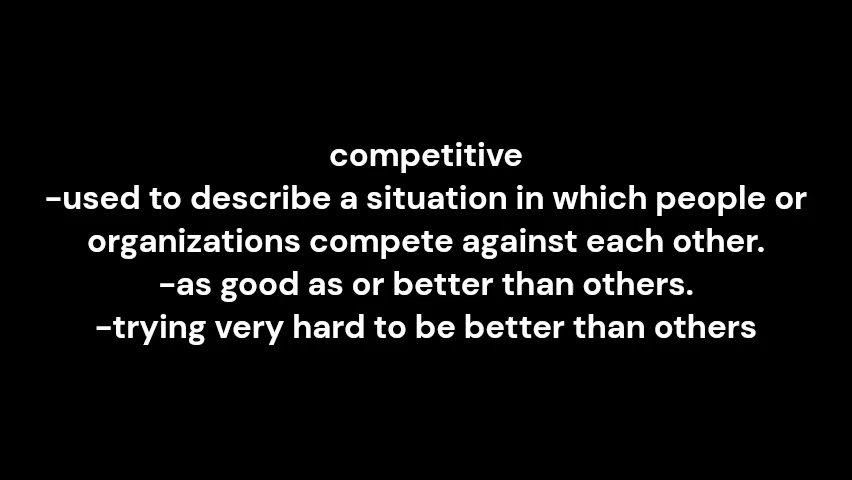 competitive
-used to describe a situation in which people or
organizations compete against each other.
-as good as or better than others.
-trying very hard to be better than others